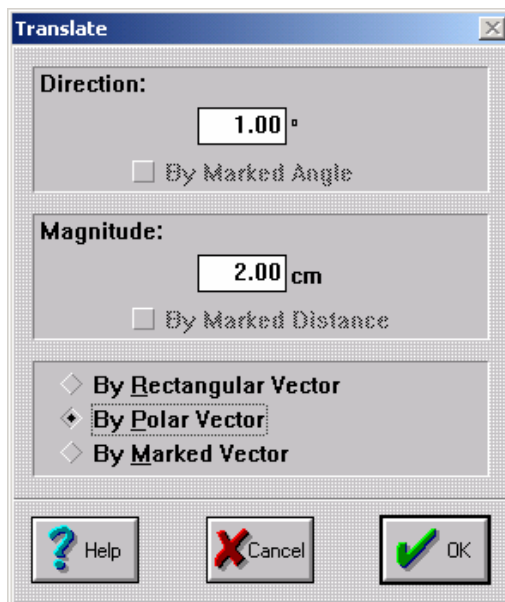 Translate
Direction:
1.00 °
By Marked Angle
Magnitude:
2.00 cm
By Marked Distance
By Rectangular Vector
By Polar Vector
By Marked Vector
? Help
Cancel
OK